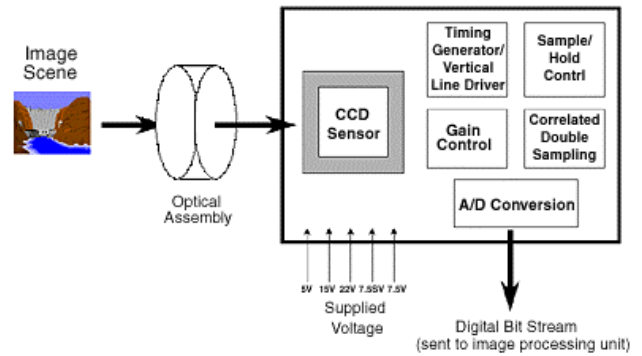 Image
Scene
Optical
Assembly
CCD
Sensor
Timing
Generator/
Vertical
Line Driver
Sample/
Hold
Contrl
Gain
Control
Correlated
Double
Sampling
A/D Conversion
5V 15V 22V 7.5SV 7.5V
Supplied
Voltage
Digital Bit Stream
(sent to image processing unit)